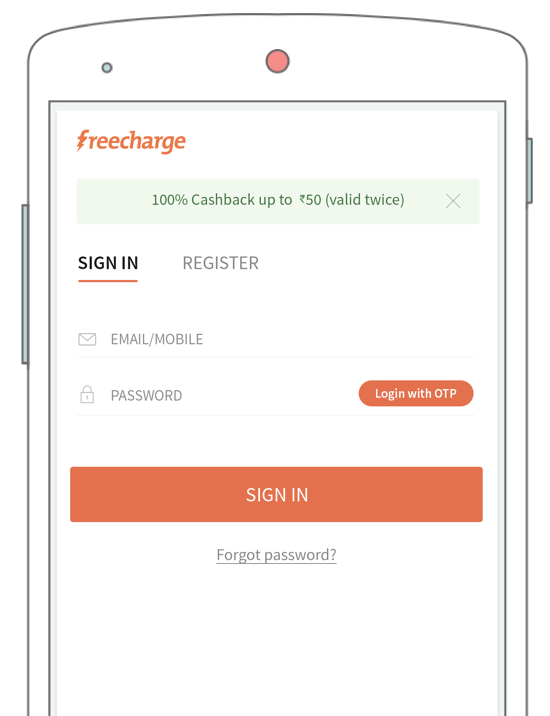 freecharge
100% Cashback up to ₹50 (valid twice)
SIGN IN REGISTER
EMAIL/MOBILE
PASSWORD Login with OTP
SIGN IN
Forgot password?